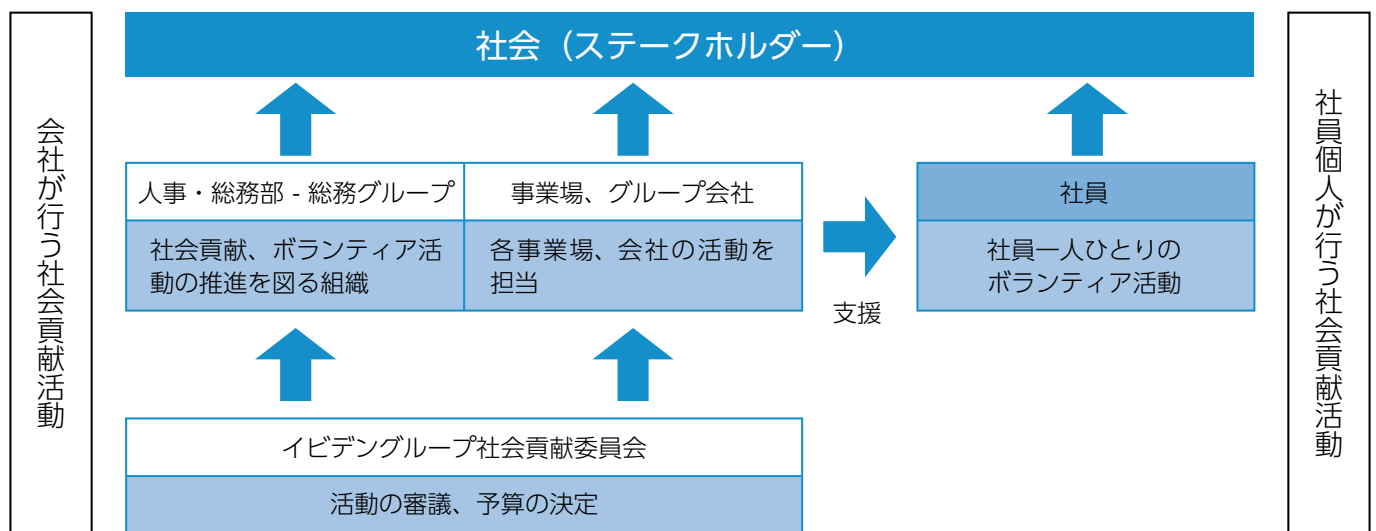 会社が行う社会貢献活動
社会（ステークホルダー）
人事・総務部 - 総務グループ
社会貢献、ボランティア活
動の推進を図る組織
事業場、グループ会社
各事業場、会社の活動を
担当
支援
社員
社員一人ひとりの
ボランティア活動
イビデングループ社会貢献委員会
活動の審議、予算の決定
社員個人が行う社会貢献活動